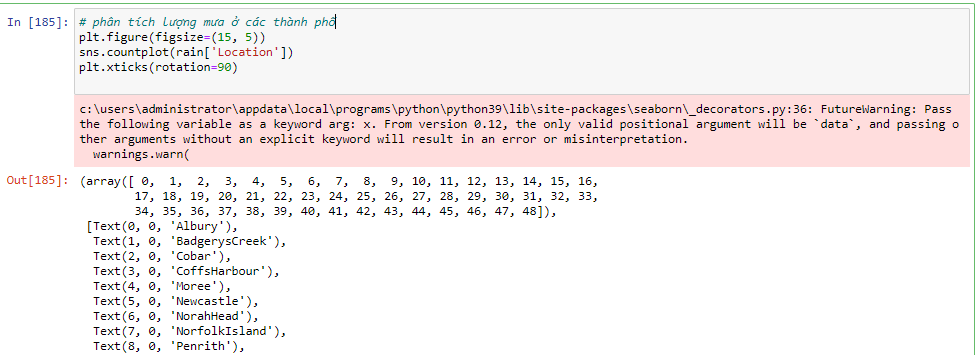 In [185]: # phân tích lượng mưa ở các thành phố
plt.figure(figsize=(15, 5))
sns.countplot(rain['Location'])
plt.xticks(rotation=90)
c:\users\administrator\appdata\local\programs\python\python39\lib\site-packages\seaborn\_decorators.py:36: FutureWarning: Pass
the following variable as a keyword arg: x. From version 0.12, the only valid positional argument will be `data`, and passing o
ther arguments without an explicit keyword will result in an error or misinterpretation.
  warnings.warn(
Out[185]: (array([ 0,  1,  2,  3,  4,  5,  6,  7,  8,  9, 10, 11, 12, 13, 14, 15, 16,
        17, 18, 19, 20, 21, 22, 23, 24, 25, 26, 27, 28, 29, 30, 31, 32, 33,
        34, 35, 36, 37, 38, 39, 40, 41, 42, 43, 44, 45, 46, 47, 48]),
 [Text(0, 0, 'Albury'),
  Text(1, 0, 'BadgerysCreek'),
  Text(2, 0, 'Cobar'),
  Text(3, 0, 'CoffsHarbour'),
  Text(4, 0, 'Moree'),
  Text(5, 0, 'Newcastle'),
  Text(6, 0, 'NorahHead'),
  Text(7, 0, 'NorfolkIsland'),
  Text(8, 0, 'Penrith'),